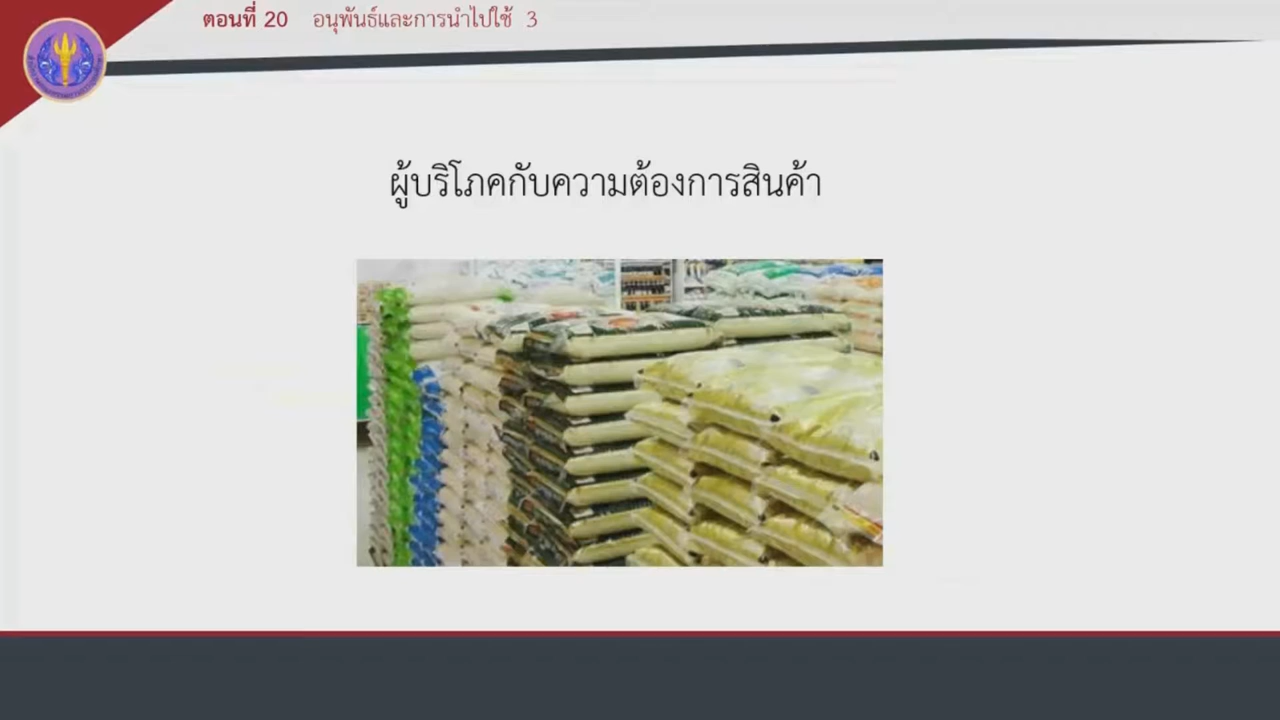 ตอนที่ 20 อนุพันธ์และการนำไปใช้ 3
ผู้บริโภคกับความต้องการสินค้า